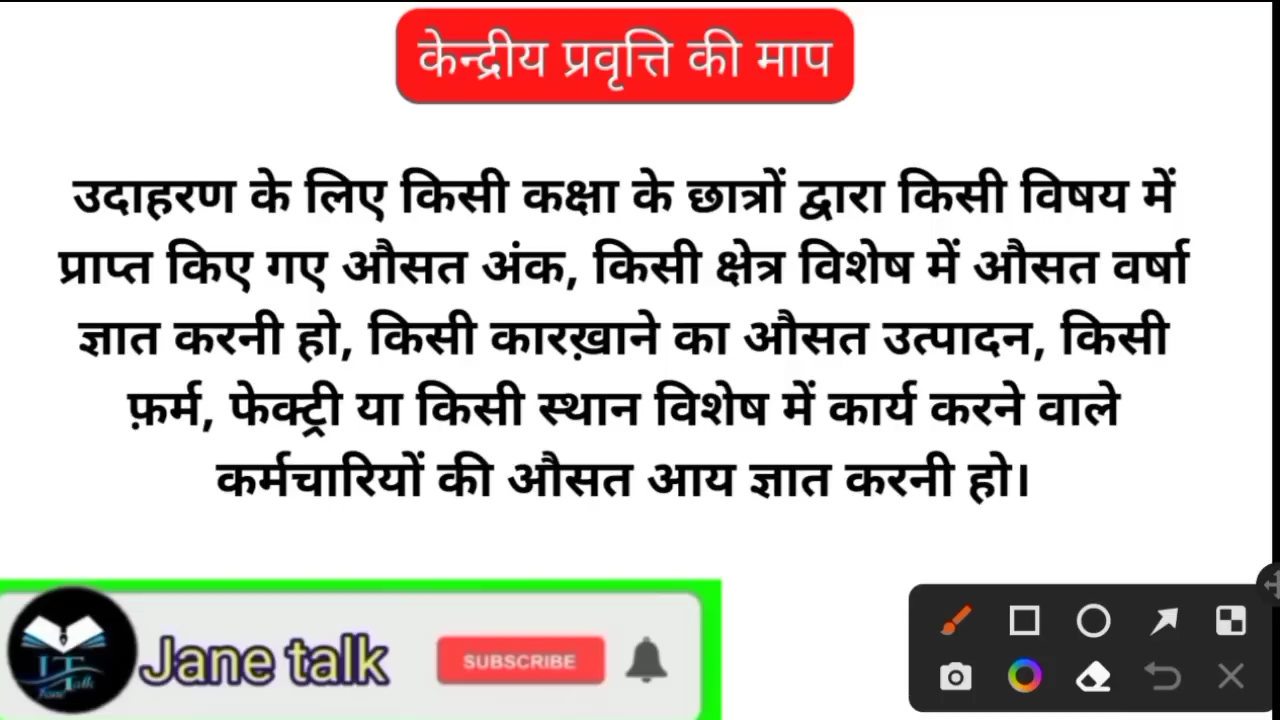 केन्द्रीय प्रवृत्ति की माप
उदाहरण के लिए किसी कक्षा के छात्रों द्वारा किसी विषय में
प्राप्त किए गए औसत अंक, किसी क्षेत्र विशेष में औसत वर्षा
ज्ञात करनी हो, किसी कारख़ाने का औसत उत्पादन, किसी
फ़र्म, फेक्ट्री या किसी स्थान विशेष में कार्य करने वाले
कर्मचारियों की औसत आय ज्ञात करनी हो।
Jane talk
SUBSCRIBE